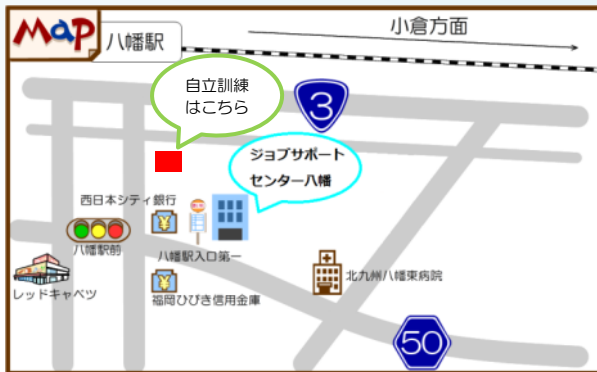 MaP
八幡駅
小倉方面
自立訓練
はこちら
3
ジョブサポート
センター八幡
西日本シティ銀行
八幡駅前
八幡駅入口第一
レッドキャベツ
福岡ひびき信用金庫
北九州八幡東病院
50